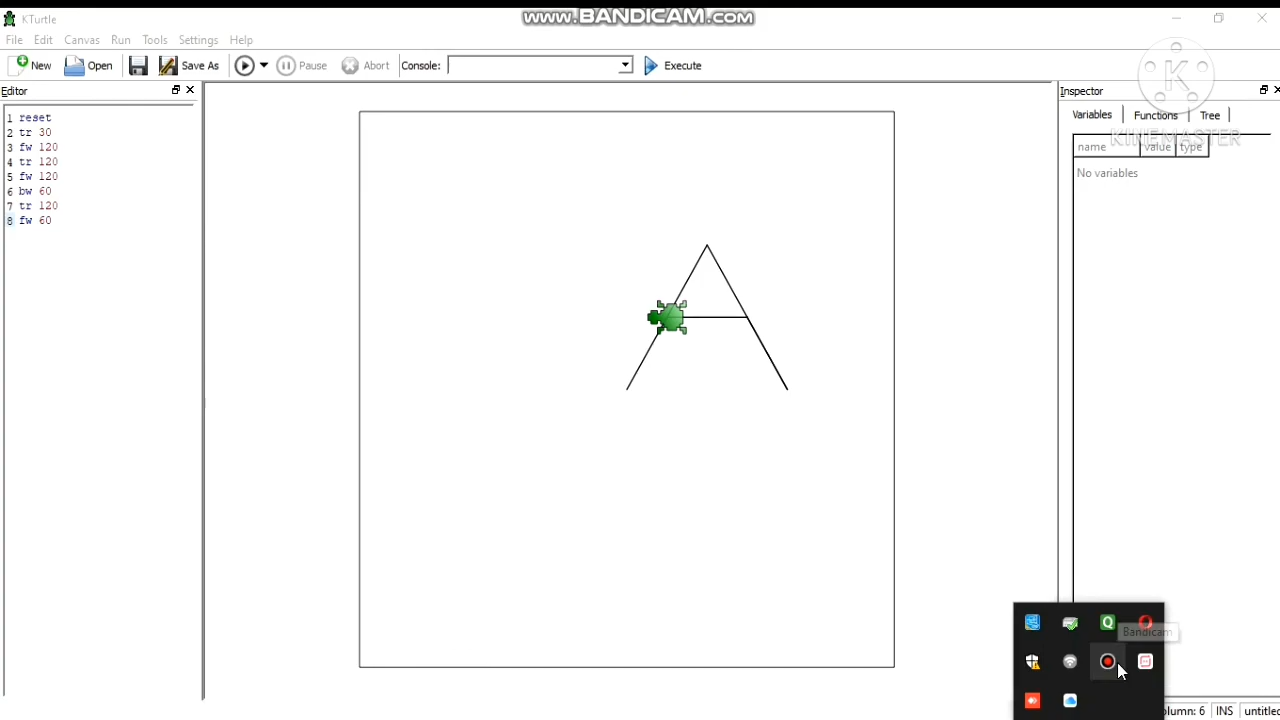 www.BANDICAM.com
KTurtle
File Edit Canvas Run Tools Settings Help
New Open Save As Pause Abort Console: Execute
K
KINEMASTER
Editor
1 reset
2 tr 30
3 fw 120
4 tr 120
5 fw 120
6 bw 60
7 tr 120
8 fw 60
Inspector
Variables Functions Tree
name value type
No variables
Q
Bandicam
olumn: 6 INS untitled